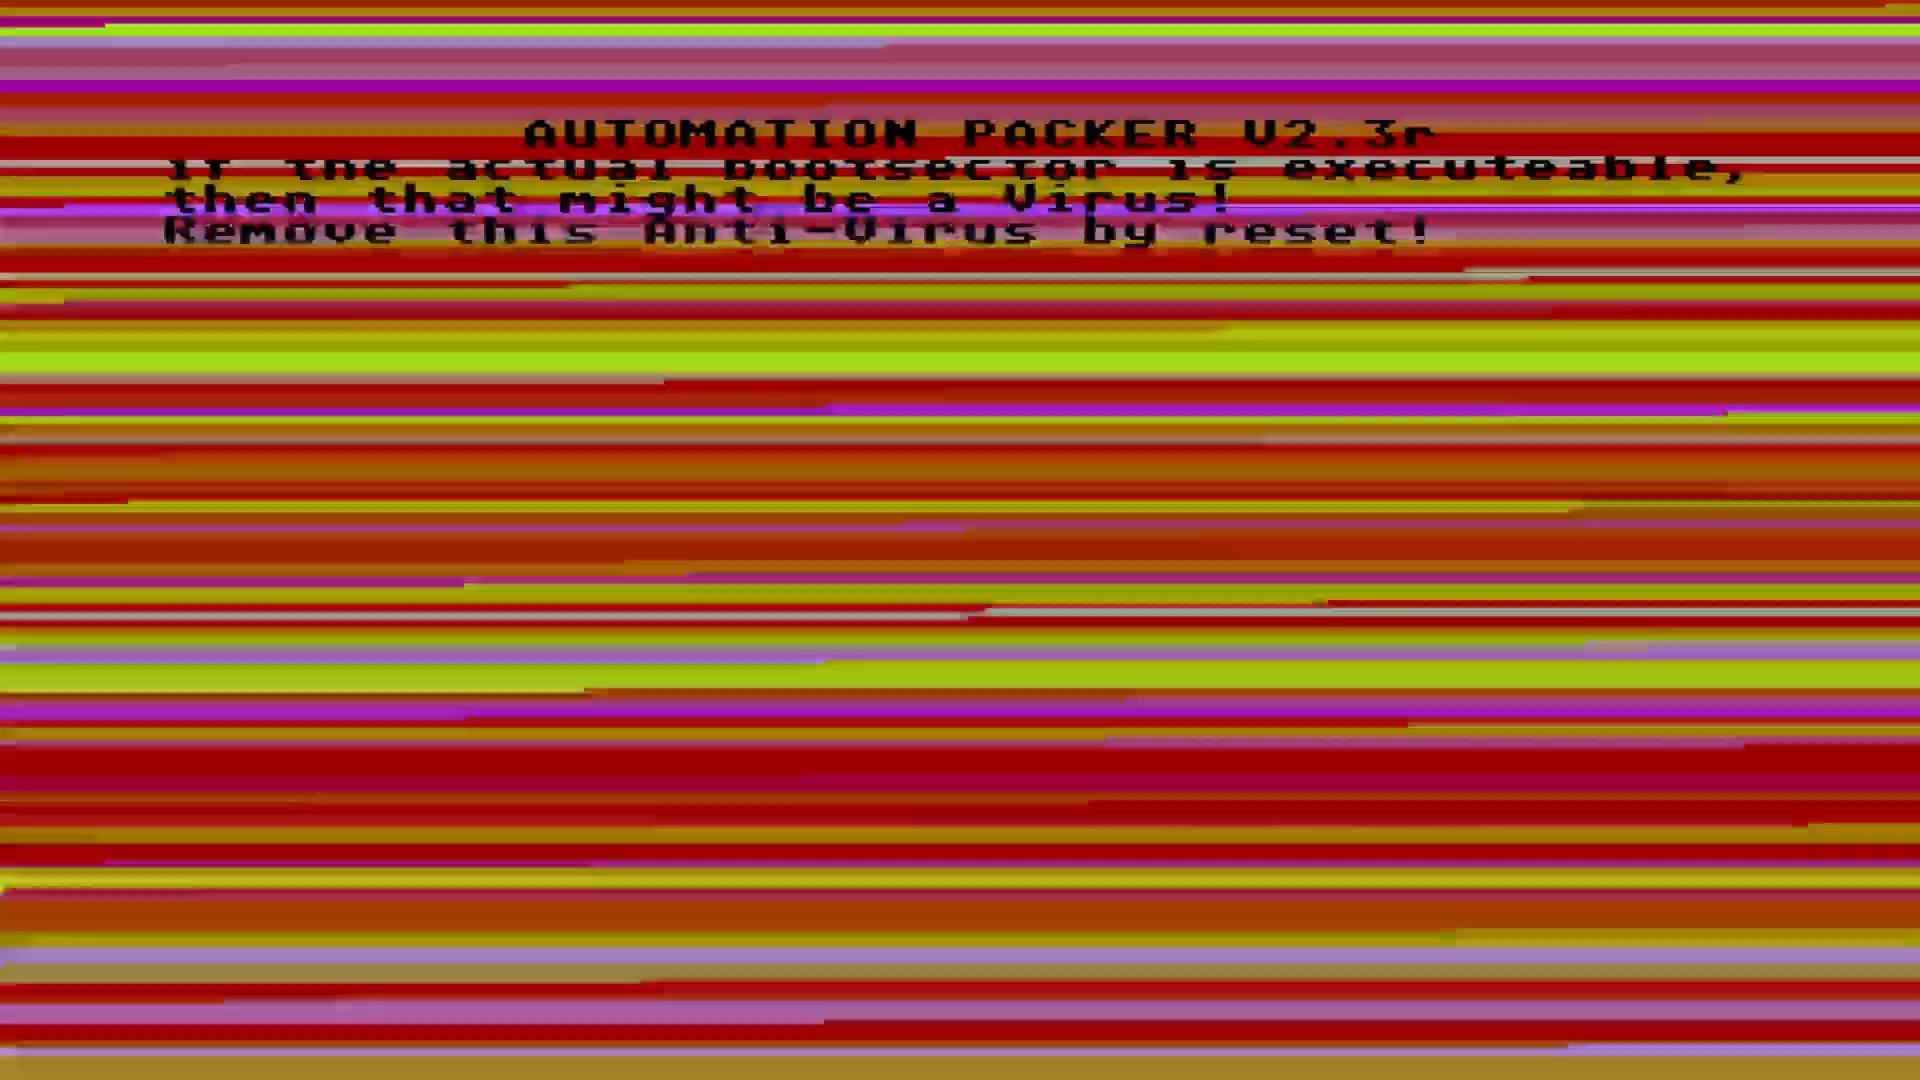 AUTOMATION PACKER V2.3r
If the actual bootsector is executeable,
then that might be a Virus!
Remove this Anti-Virus by reset!